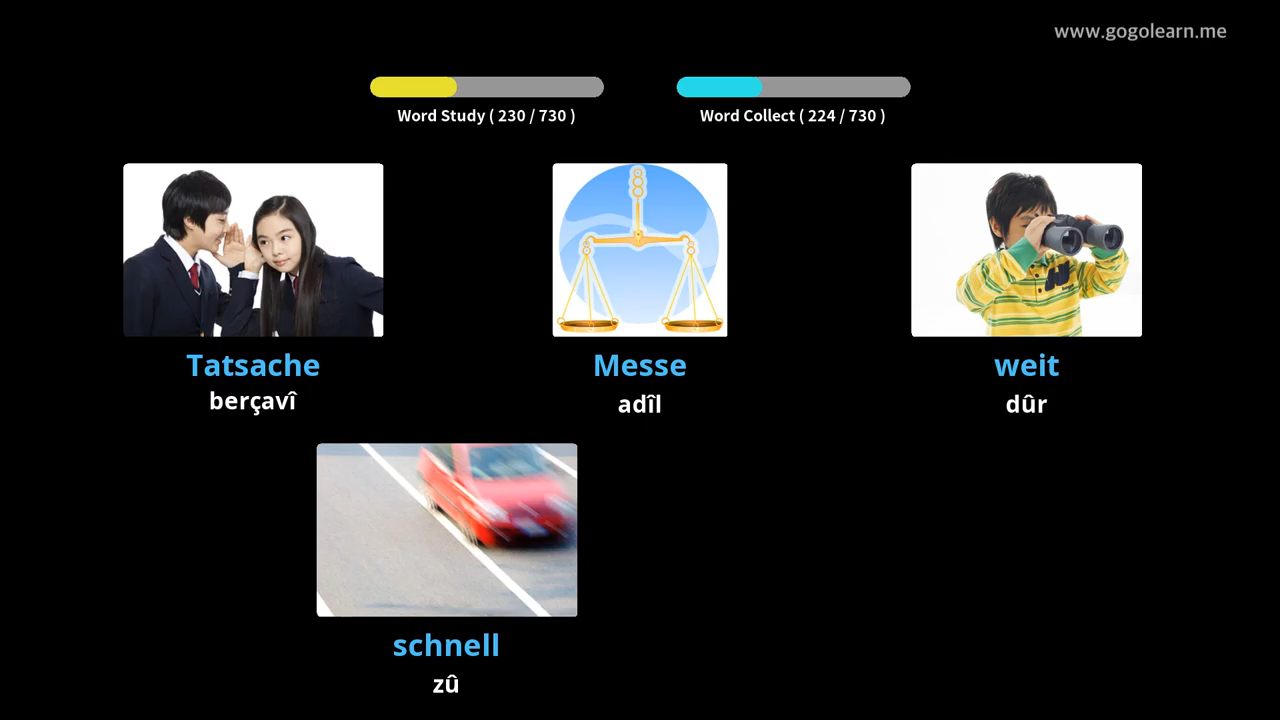 www.gogolearn.me
Word Study ( 230 / 730 )
Word Collect ( 224 / 730 )
Tatsache
berçavî
Messe
adîl
weit
dûr
schnell
zû